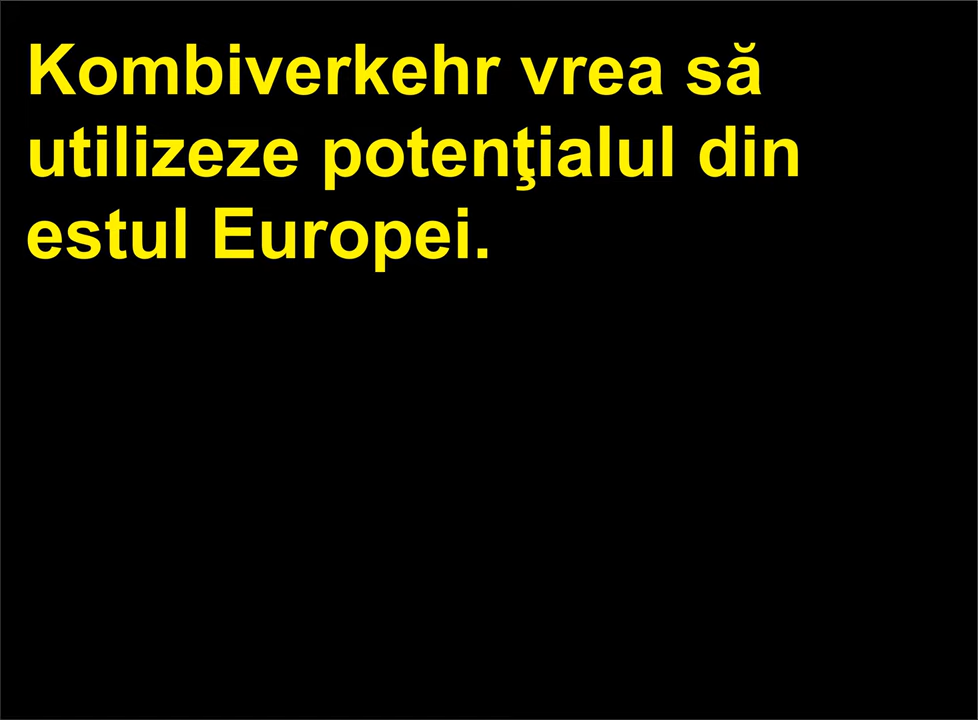 Kombiverkehr vrea să
utilizeze potenţialul din
estul Europei.